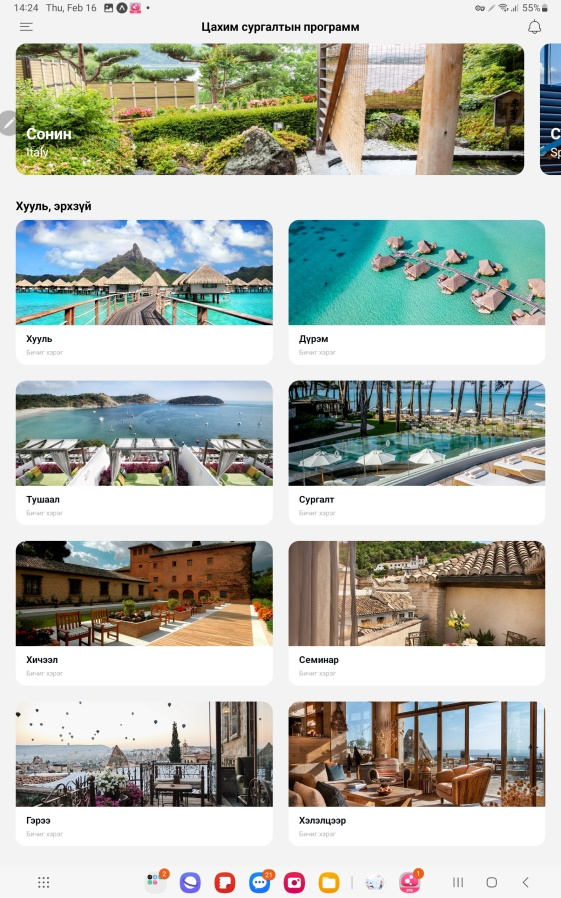 14:24 Thu, Feb 16
55%
Цахим сургалтын программ
Сонин
Italy
С
Sp
Хууль, эрхзүй
Хууль
Бичиг хэрэг
Дүрэм
Бичиг хэрэг
Тушаал
Бичиг хэрэг
Сургалт
Бичиг хэрэг
Хичээл
Бичиг хэрэг
Семинар
Бичиг хэрэг
Гэрээ
Бичиг хэрэг
Хэлэлцээр
Бичиг хэрэг
2
21
1